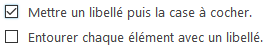 Mettre un libellé puis la case à cocher.
Entourer chaque élément avec un libellé.